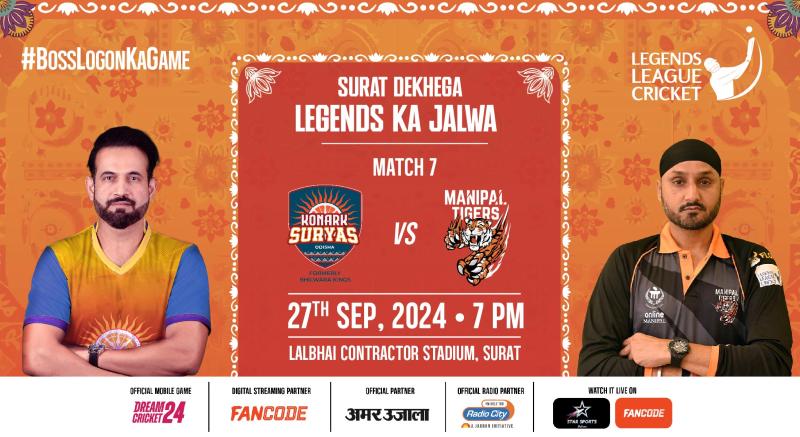 #BOSSLOGONKAGAME
LEGENDS
LEAGUE
CRICKET
SURAT DEKHEGA
LEGENDS KA JALWA
MATCH 7
KONARK
SURYAS
ODISHA
FORMERLY
BHILWARA KINGS
VS
MANIPAL
TIGERS
27TH SEP, 2024 • 7 PM
LALBHAI CONTRACTOR STADIUM, SURAT
online
MANIPAL
MANIPAL
TIGERS
OFFICIAL MOBILE GAME
DREAM
CRICKET 24
DIGITAL STREAMING PARTNER
FANCODE
OFFICIAL PARTNER
अमर उजाला
OFFICIAL RADIO PARTNER
Radio City
A JAGRAN INITIATIVE
WATCH IT LIVE ON
STAR SPORTS
FANCODE